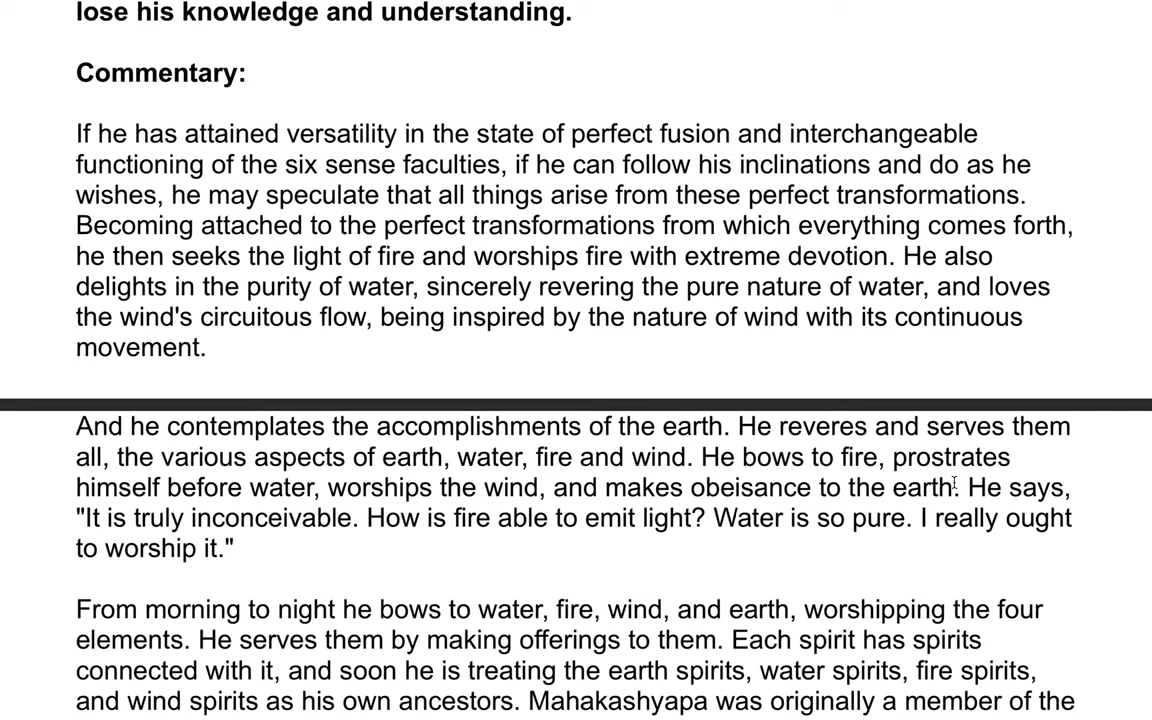 lose his knowledge and understanding.
Commentary:
If he has attained versatility in the state of perfect fusion and interchangeable
functioning of the six sense faculties, if he can follow his inclinations and do as he
wishes, he may speculate that all things arise from these perfect transformations.
Becoming attached to the perfect transformations from which everything comes forth,
he then seeks the light of fire and worships fire with extreme devotion. He also
delights in the purity of water, sincerely revering the pure nature of water, and loves
the wind's circuitous flow, being inspired by the nature of wind with its continuous
movement.
And he contemplates the accomplishments of the earth. He reveres and serves them
all, the various aspects of earth, water, fire and wind. He bows to fire, prostrates
himself before water, worships the wind, and makes obeisance to the earth. He says,
"It is truly inconceivable. How is fire able to emit light? Water is so pure. I really ought
to worship it."
From morning to night he bows to water, fire, wind, and earth, worshipping the four
elements. He serves them by making offerings to them. Each spirit has spirits
connected with it, and soon he is treating the earth spirits, water spirits, fire spirits,
and wind spirits as his own ancestors. Mahakashyapa was originally a member of the